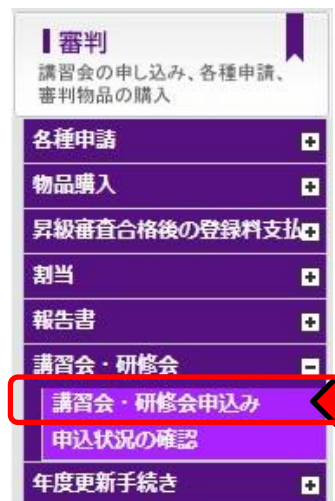 審判
講習会の申し込み、各種申請、
審判物品の購入
各種申請
物品購入
昇級審査合格後の登録料支払
割当
報告書
講習会・研修会
講習会・研修会申込み
申込状況の確認
年度更新手続き